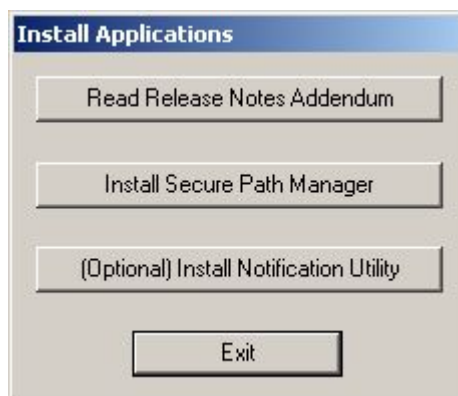 Install Applications
Read Release Notes Addendum
Install Secure Path Manager
(Optional) Install Notification Utility
Exit